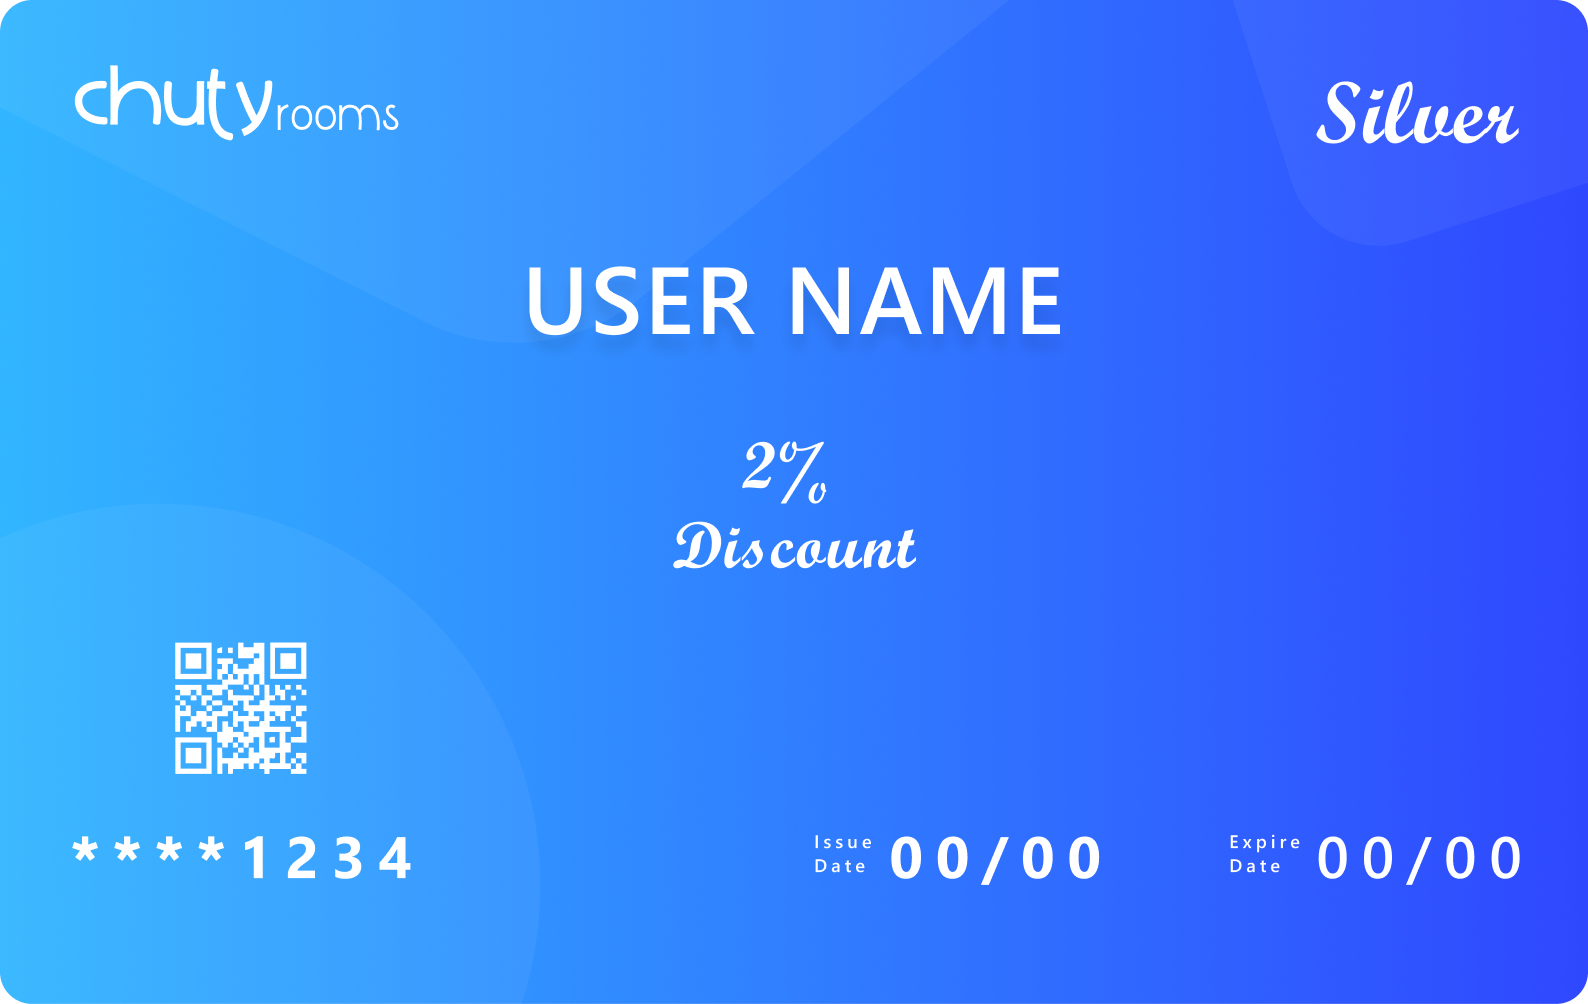 chutyrooms
Silver
USER NAME
2%
Discount
****1234
Issue
Date
00/00
Expire
Date
00/00